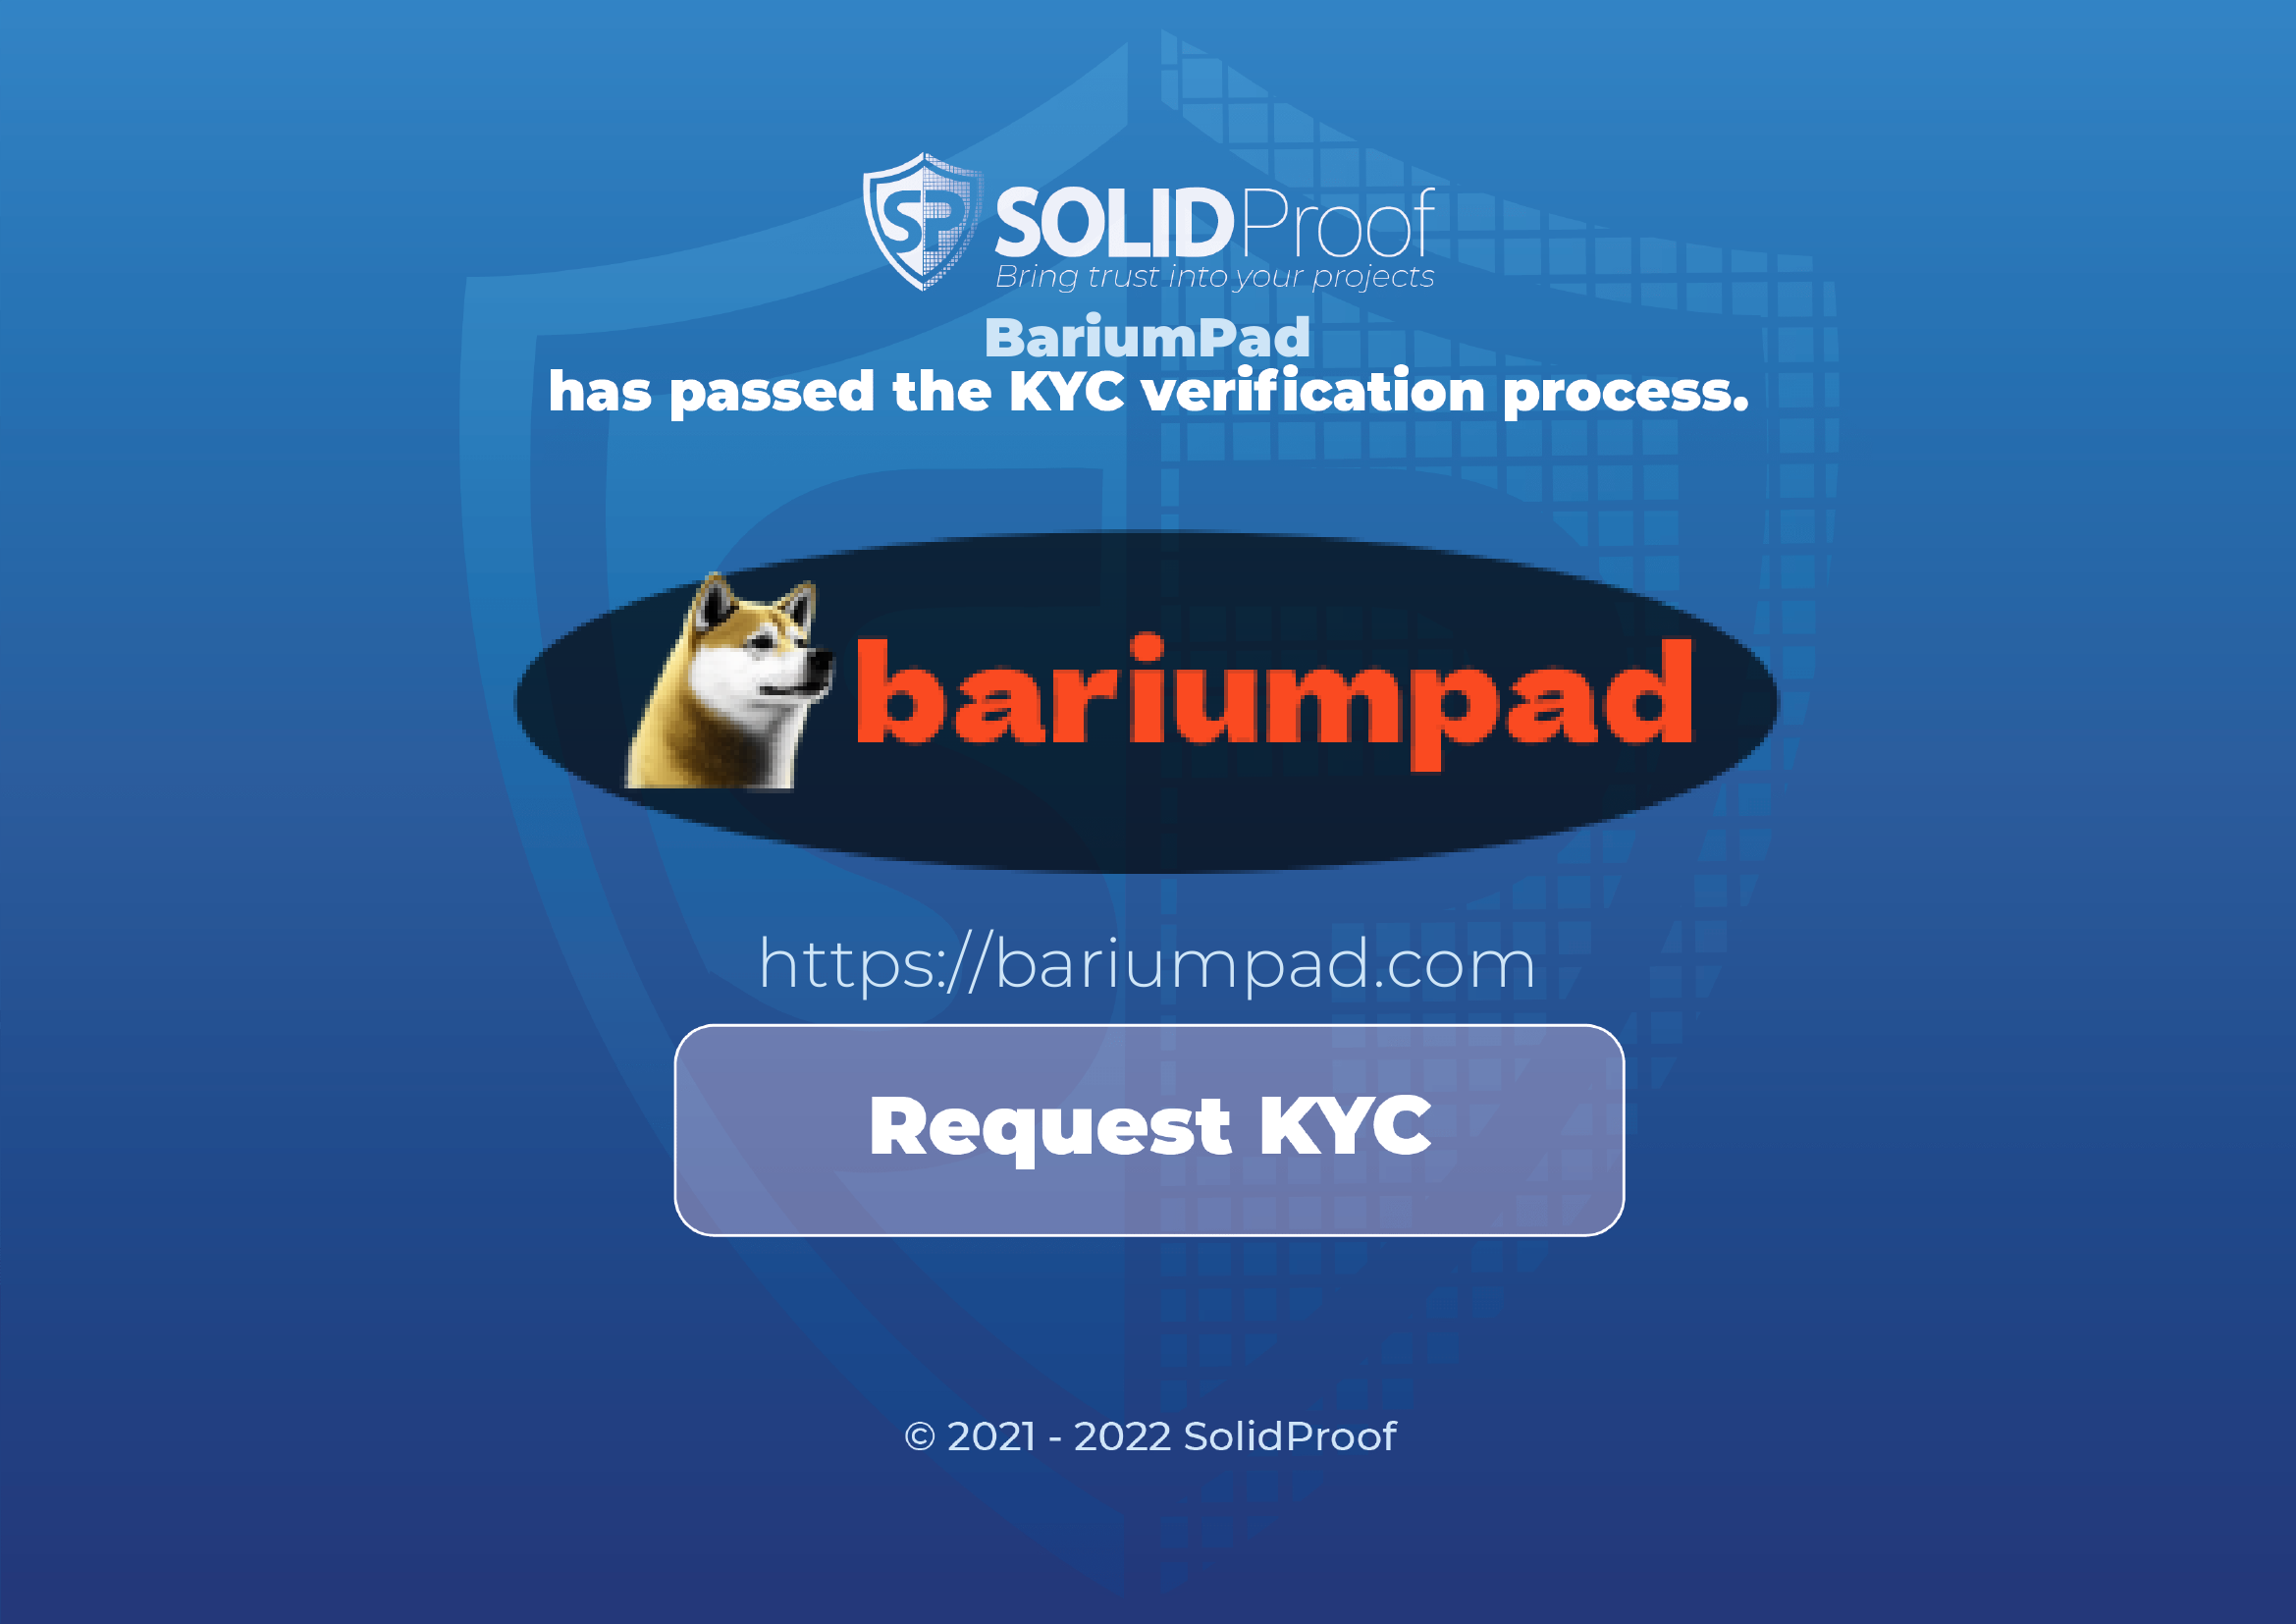 SP SOLIDProof
Bring trust into your projects
BariumPad
has passed the KYC verification process.
bariumpad
https://bariumpad.com
Request KYC
© 2021 - 2022 SolidProof